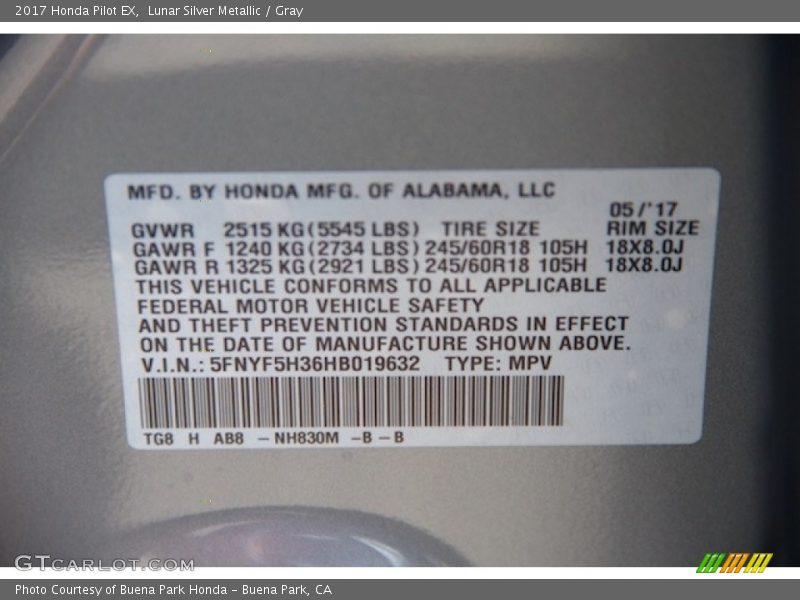 2017 Honda Pilot EX,  Lunar Silver Metallic / Gray
MFD. BY HONDA MFG. OF ALABAMA, LLC
05/'17
GVWR 2515 KG (5545 LBS) TIRE SIZE RIM SIZE
GAWR F 1240 KG (2734 LBS) 245/60R18 105H 18X8.0J
GAWR R 1325 KG (2921 LBS) 245/60R18 105H 18X8.0J
THIS VEHICLE CONFORMS TO ALL APPLICABLE
FEDERAL MOTOR VEHICLE SAFETY
AND THEFT PREVENTION STANDARDS IN EFFECT
ON THE DATE OF MANUFACTURE SHOWN ABOVE.
V.I.N.: 5FNYF5H36HB019632 TYPE: MPV
TG8 H AB8 – NH830M –B – B
GTCARLOT.COM
Photo Courtesy of Buena Park Honda – Buena Park, CA